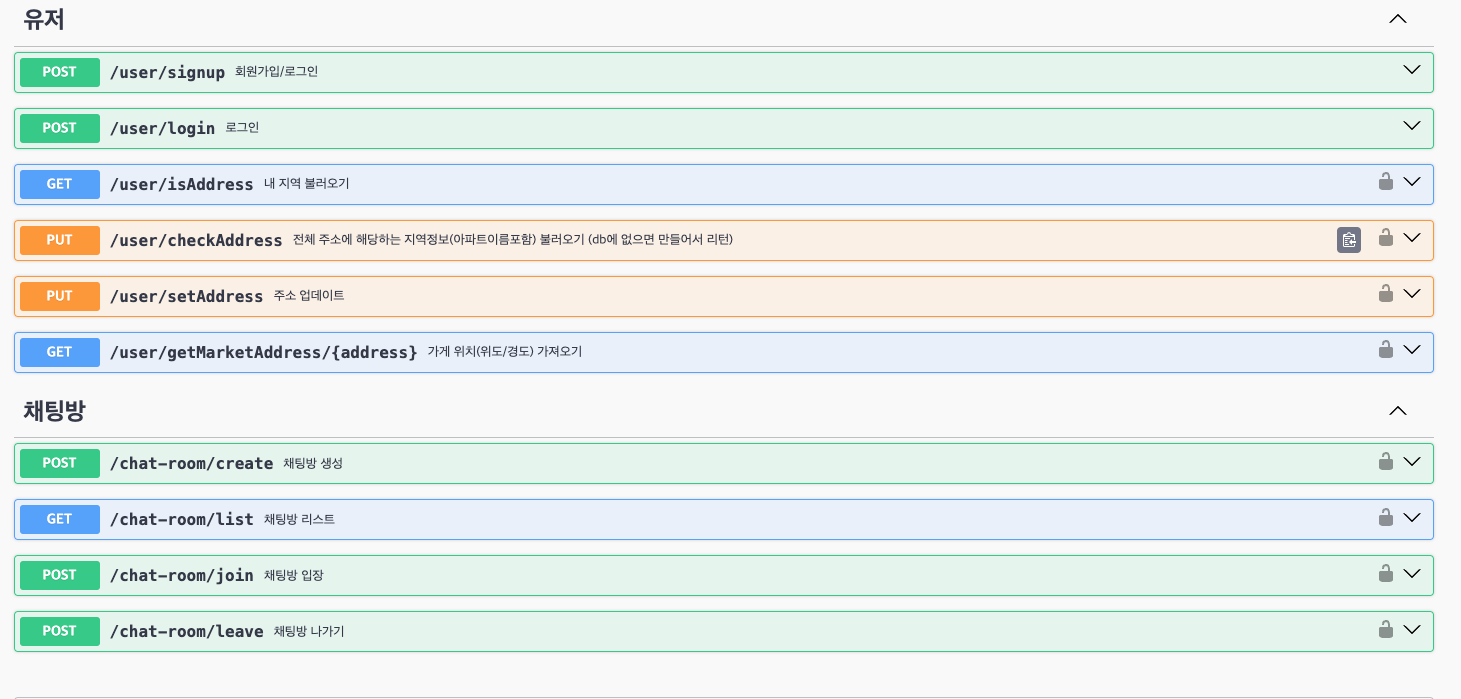 유저
POST /user/signup 회원가입/로그인
POST /user/login 로그인
GET /user/isAddress 내 지역 불러오기
PUT /user/checkAddress 전체 주소에 해당하는 지역정보(아파트이름포함) 불러오기 (db에 없으면 만들어서 리턴)
PUT /user/setAddress 주소 업데이트
GET /user/getMarketAddress/{address} 가게 위치(위도/경도) 가져오기
채팅방
POST /chat-room/create 채팅방 생성
GET /chat-room/list 채팅방 리스트
POST /chat-room/join 채팅방 입장
POST /chat-room/leave 채팅방 나가기